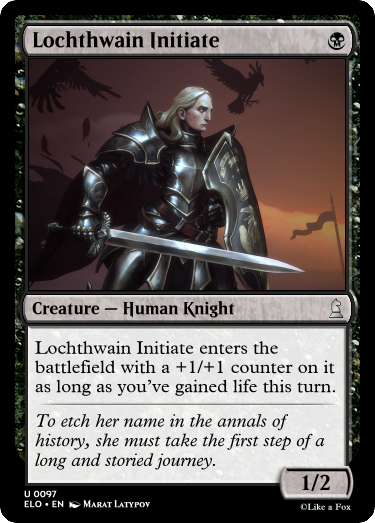 Lochthwain Initiate
Creature — Human Knight
Lochthwain Initiate enters the
battlefield with a +1/+1 counter on it
as long as you've gained life this turn.
To etch her name in the annals of
history, she must take the first step of a
long and storied journey.
1/2
U 0097
ELO • EN Marat Latypov
©Like a Fox